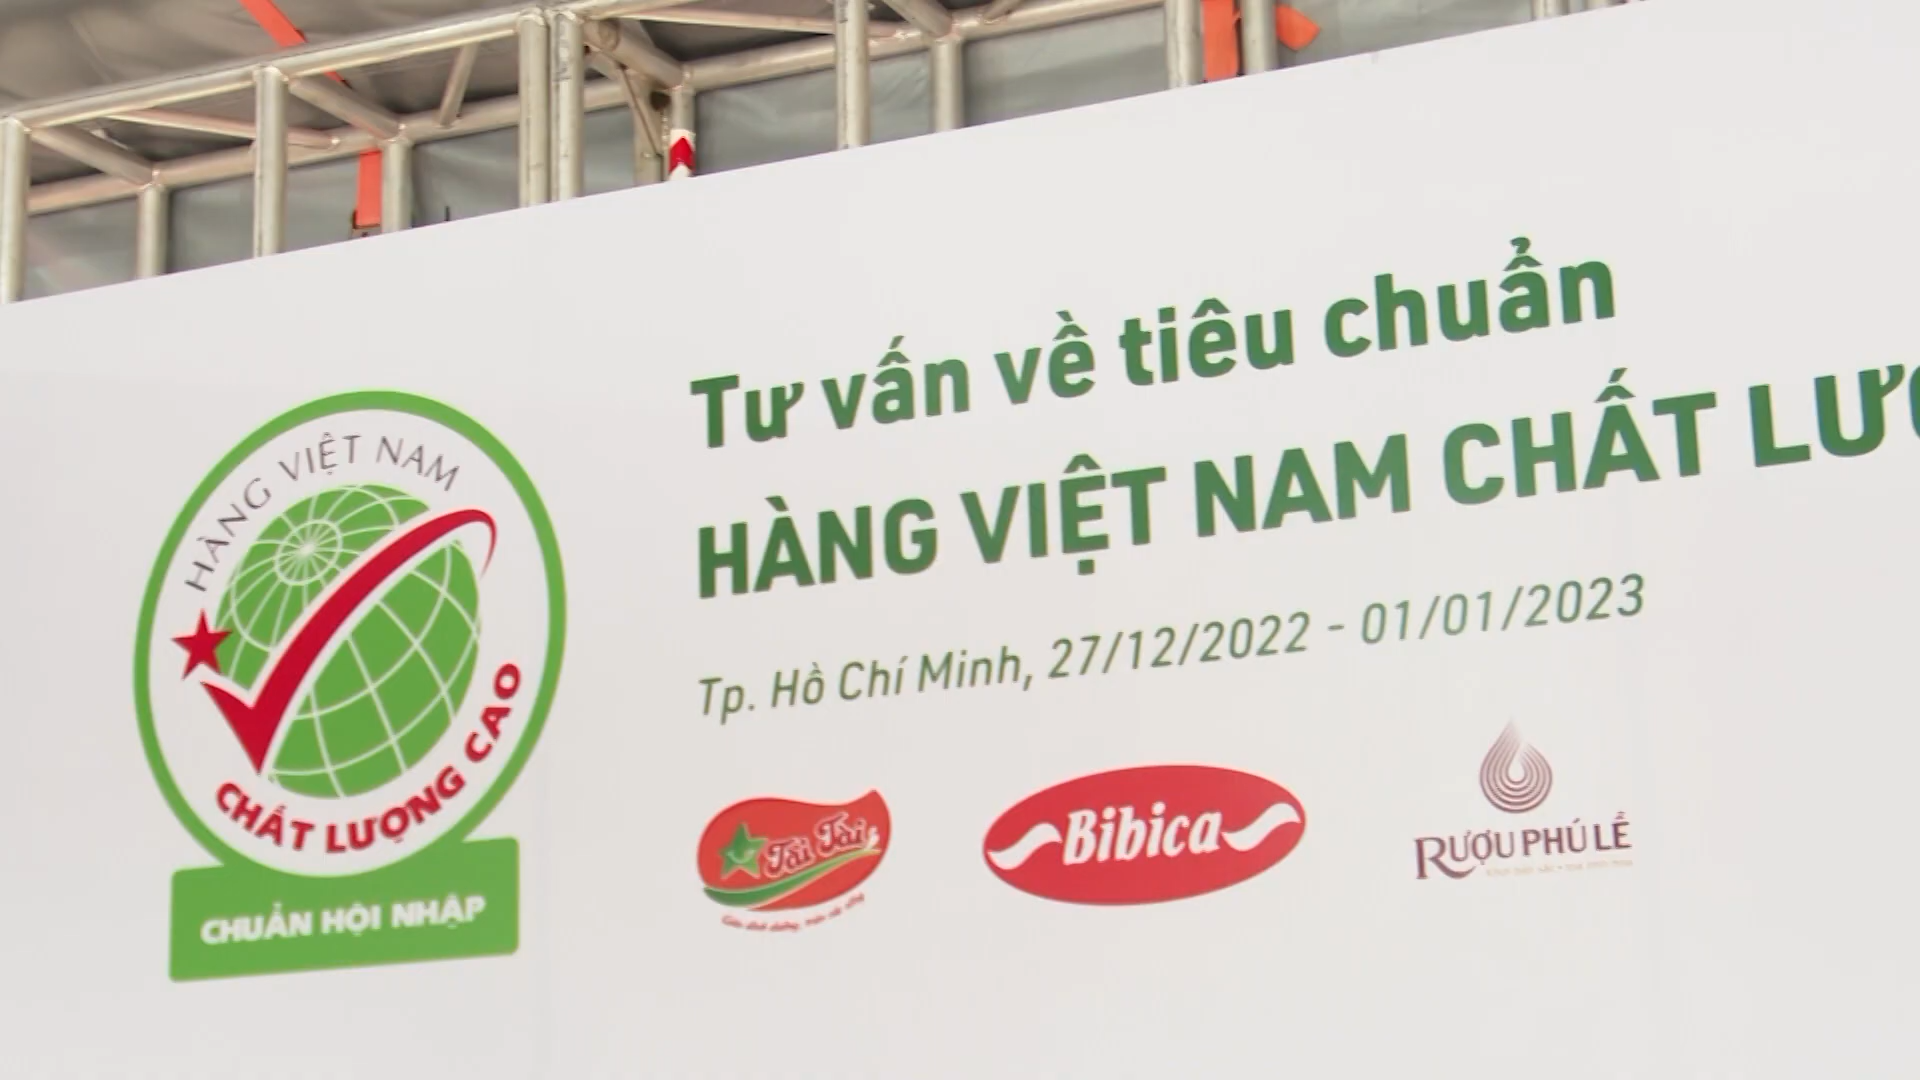 Tư vấn về tiêu chuẩn
HÀNG VIỆT NAM CHẤT LƯỢ
Tp. Hồ Chí Minh, 27/12/2022 - 01/01/2023
HÀNG VIỆT NAM
CHẤT LƯỢNG CAO
CHUẨN HỘI NHẬP
Tài Tài
Bibica
RƯỢU PHÚ LỄ